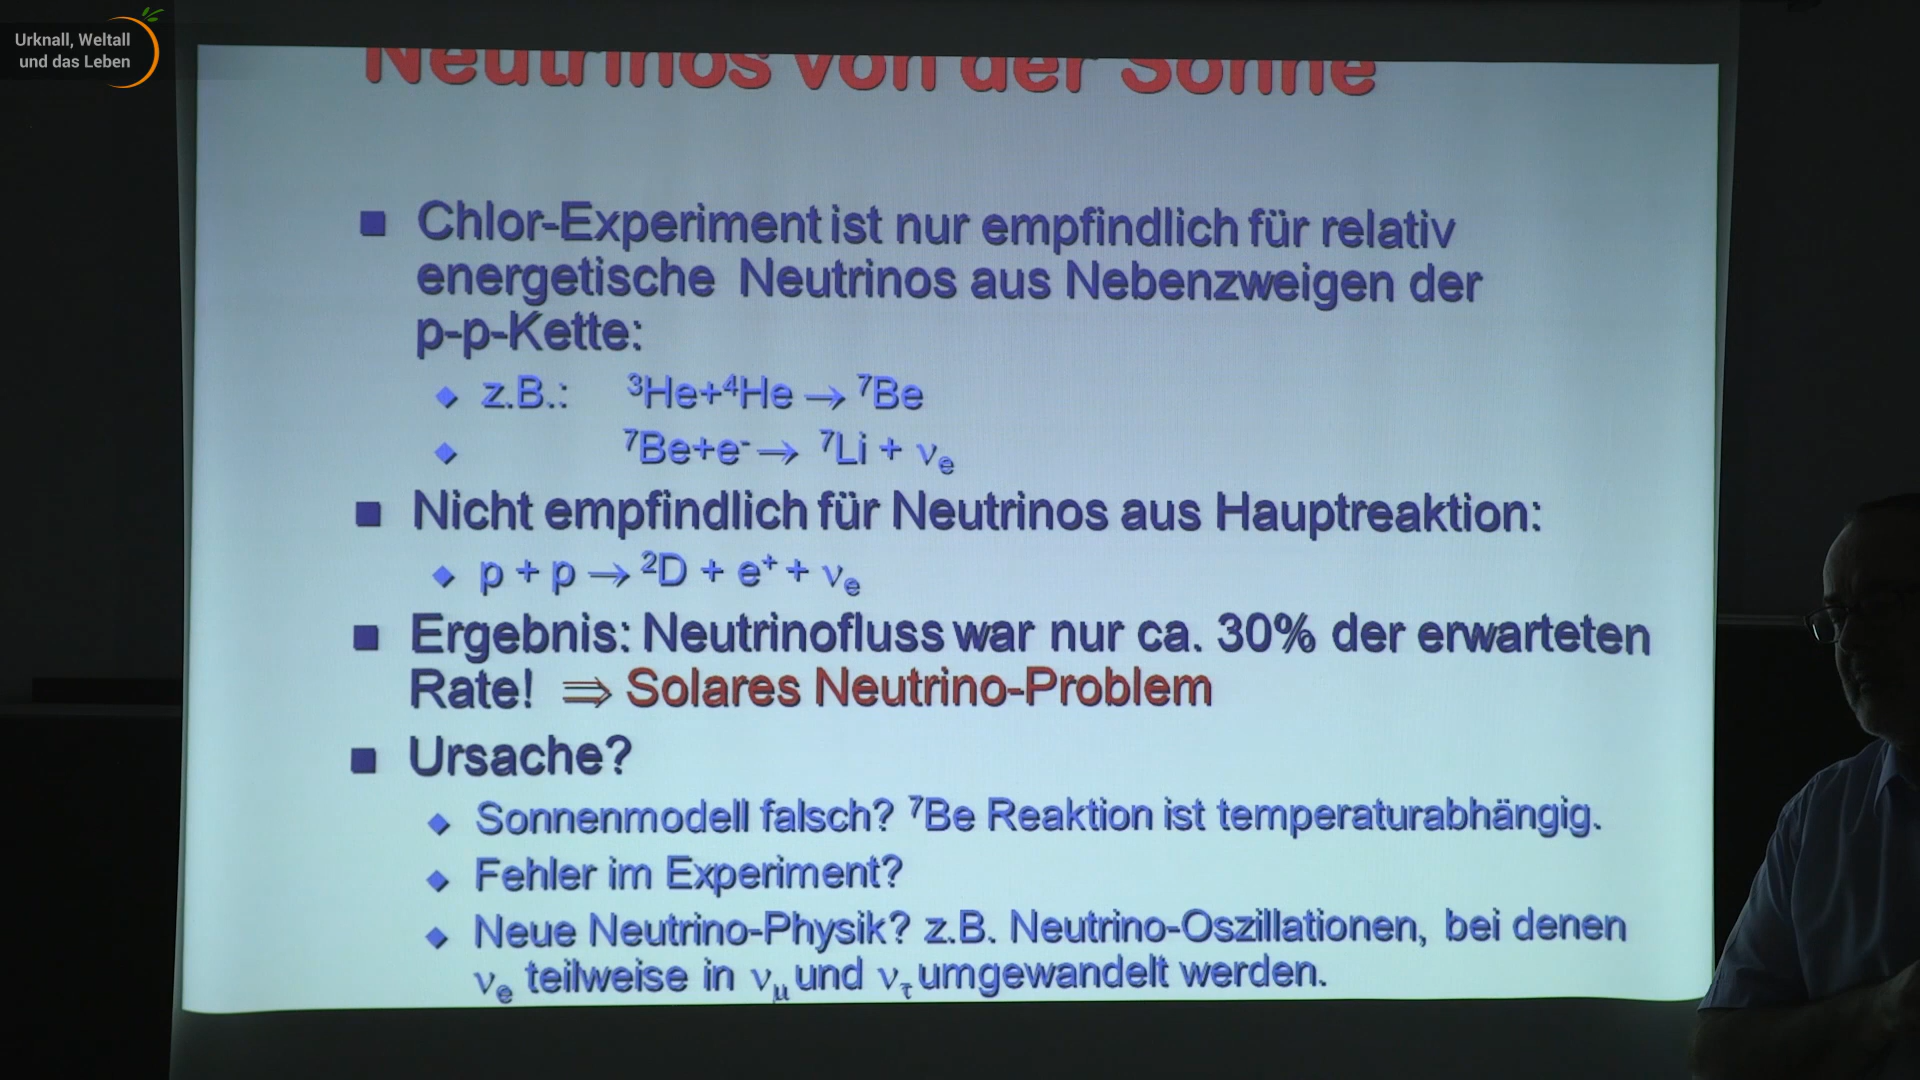 Urknall, Weltall
und das Leben
Neutrinos von der Sonne
■ Chlor-Experiment ist nur empfindlich für relativ
energetische Neutrinos aus Nebenzweigen der
p-p-Kette:
◆ z.B.: ³He+⁴He → ⁷Be
◆ ⁷Be+e⁻→ ⁷Li + νₑ
■ Nicht empfindlich für Neutrinos aus Hauptreaktion:
◆ p + p → ²D + e⁺ + νₑ
■ Ergebnis: Neutrinofluss war nur ca. 30% der erwarteten
Rate! ⇒ Solares Neutrino-Problem
■ Ursache?
◆ Sonnenmodell falsch? ⁷Be Reaktion ist temperaturabhängig.
◆ Fehler im Experiment?
◆ Neue Neutrino-Physik? z.B. Neutrino-Oszillationen, bei denen
νₑ teilweise in ν_μ und ν_τ umgewandelt werden.